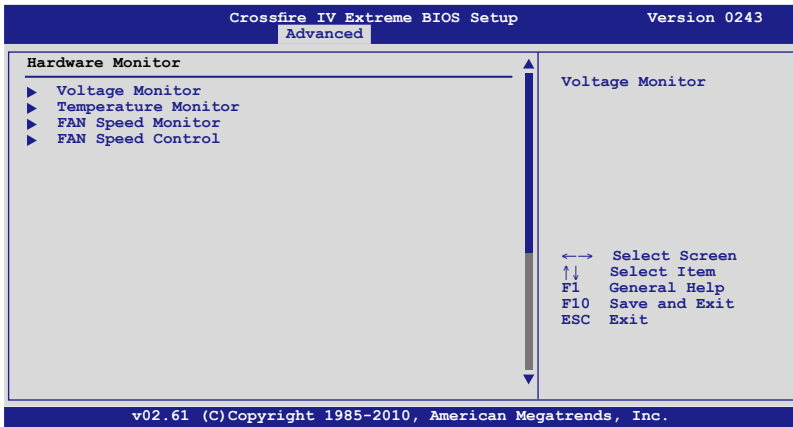 Crossfire IV Extreme BIOS Setup Version 0243
Advanced
Hardware Monitor
Voltage Monitor
Temperature Monitor
FAN Speed Monitor
FAN Speed Control
Voltage Monitor
←→ Select Screen
↑↓ Select Item
F1 General Help
F10 Save and Exit
ESC Exit
v02.61 (C)Copyright 1985-2010, American Megatrends, Inc.